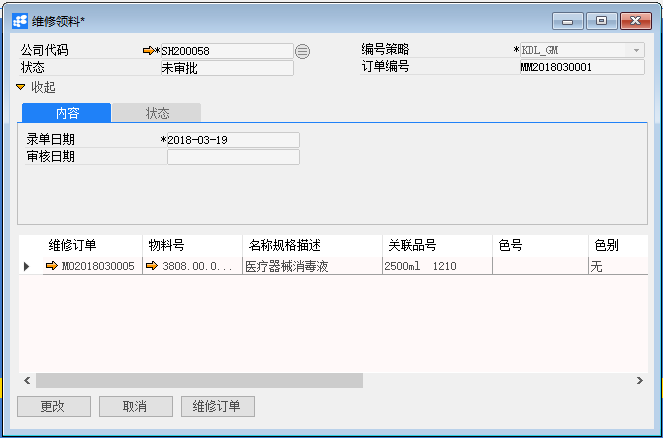 维修领料*
公司代码 *SH200058 编号策略 *KDL_GM
状态 未审批 订单编号 MM2018030001
收起
内容 状态
录单日期 *2018-03-19
审核日期
维修订单 物料号 名称规格描述 关联品号 色号 色别
MO2018030005 3808.00.0... 医疗器械消毒液 2500ml 1210 无
更改 取消 维修订单